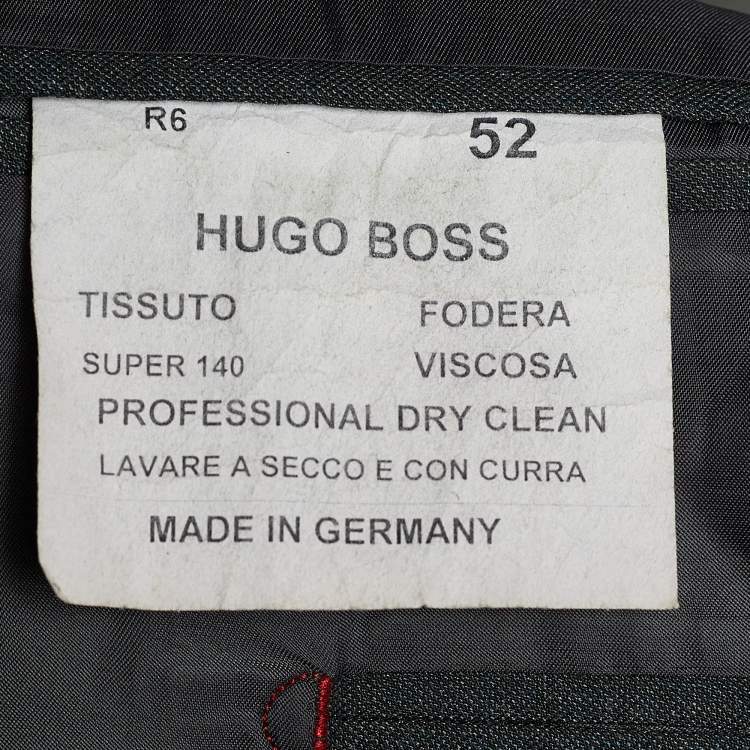 R6 52
HUGO BOSS
TISSUTO FODERA
SUPER 140 VISCOSA
PROFESSIONAL DRY CLEAN
LAVARE A SECCO E CON CURRA
MADE IN GERMANY